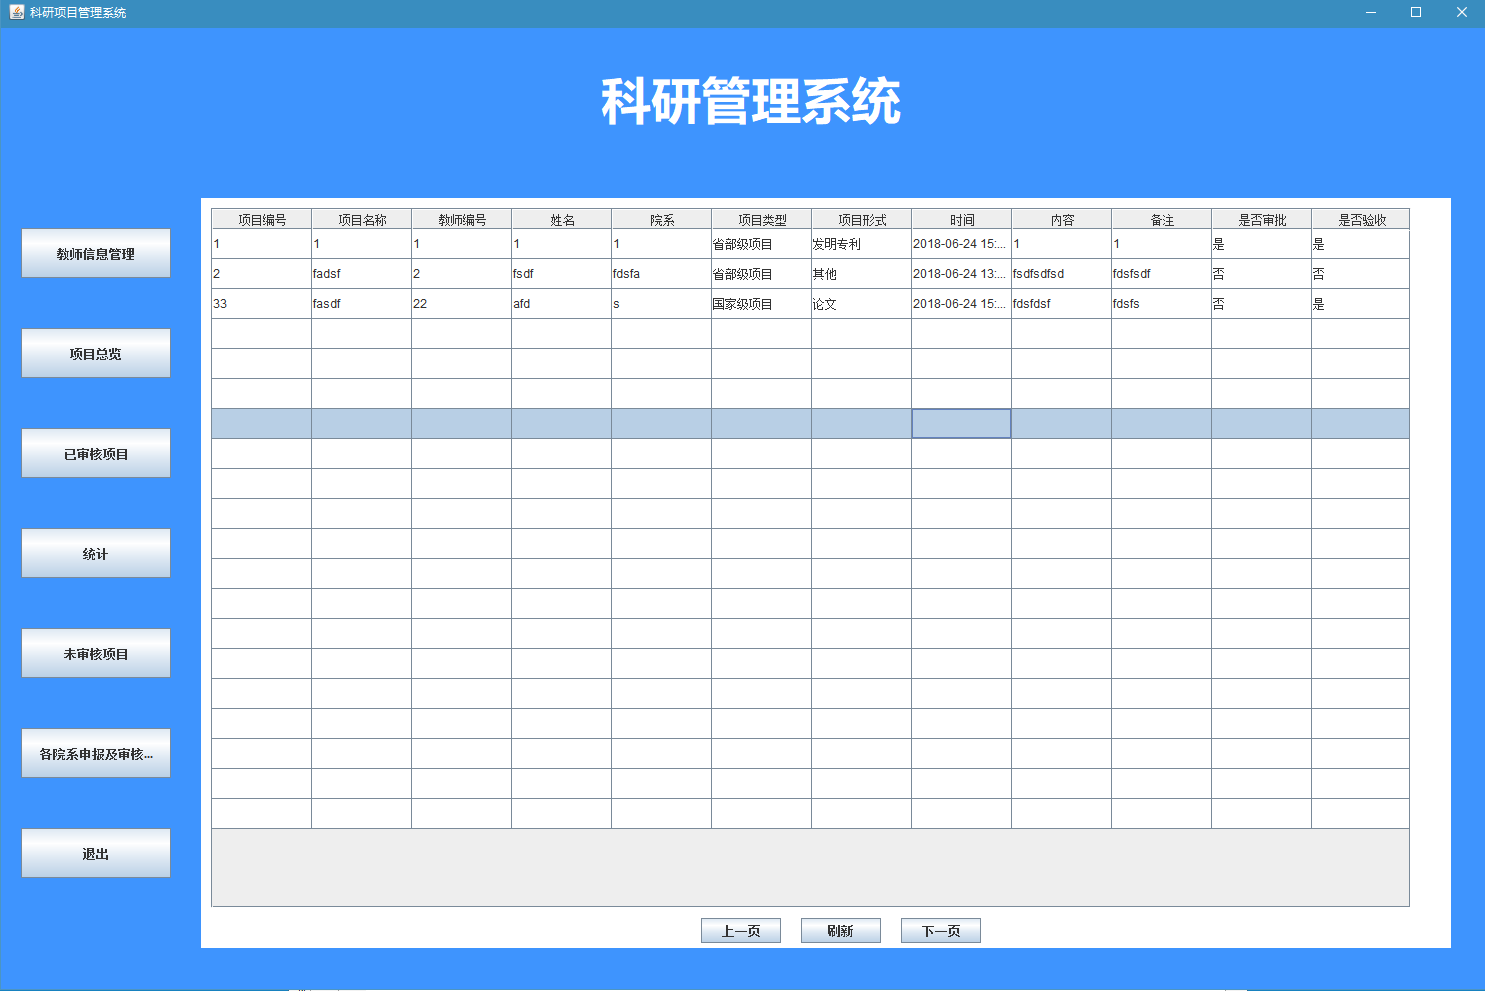 科研项目管理系统
科研管理系统
项目编号 项目名称 教师编号 姓名 院系 项目类型 项目形式 时间 内容 备注 是否审批 是否验收
1 1 1 1 1 省部级项目 发明专利 2018-06-24 15:... 1 1 是 是
2 fadsf 2 fsdf fdsfa 省部级项目 其他 2018-06-24 13:... fsdfsdfsd fdsfsdf 否 否
33 fasdf 22 afd s 国家级项目 论文 2018-06-24 15:... fdsfdsf fdsfs 否 是
教师信息管理
项目总览
已审核项目
统计
未审核项目
各院系申报及审核...
退出
上一页 刷新 下一页